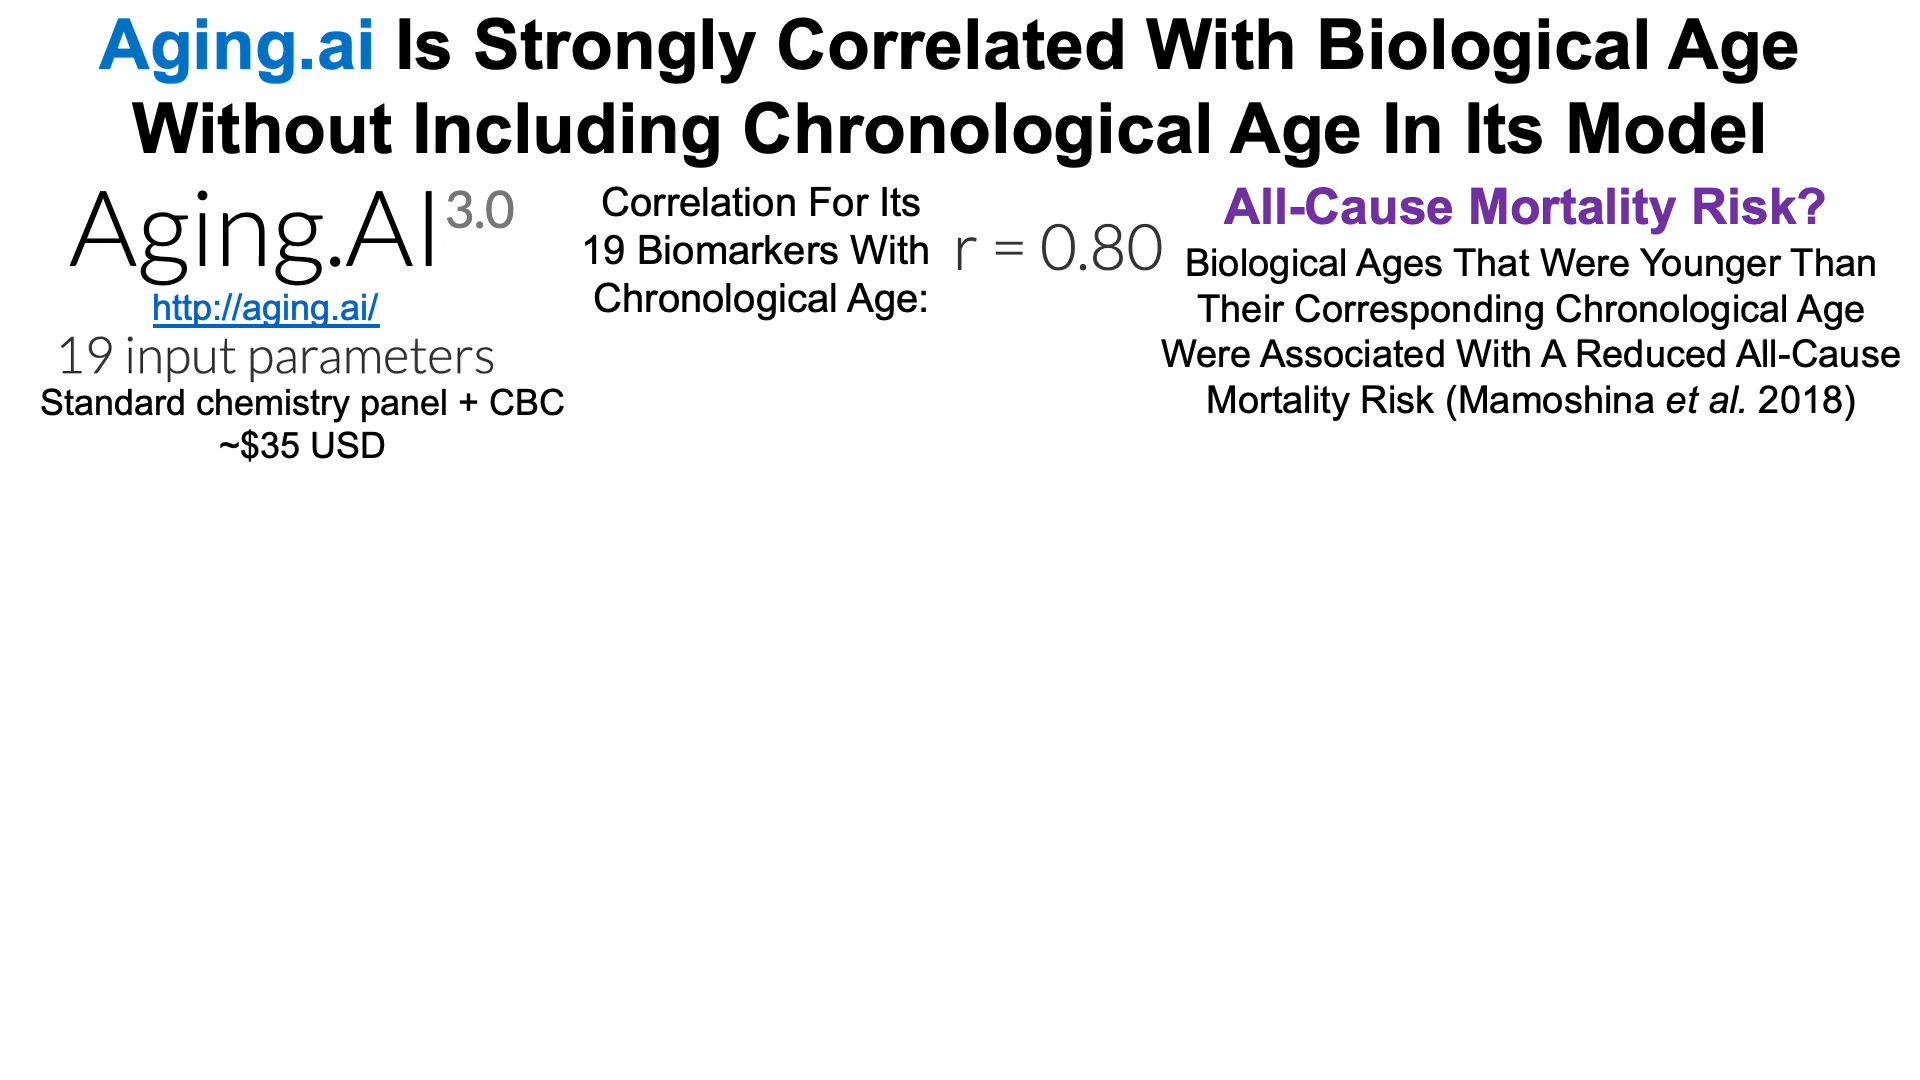 Aging.ai Is Strongly Correlated With Biological Age
Without Including Chronological Age In Its Model
Aging.AI 3.0
http://aging.ai/
19 input parameters
Standard chemistry panel + CBC
~$35 USD
Correlation For Its
19 Biomarkers With
Chronological Age:
r = 0.80
All-Cause Mortality Risk?
Biological Ages That Were Younger Than
Their Corresponding Chronological Age
Were Associated With A Reduced All-Cause
Mortality Risk (Mamoshina et al. 2018)